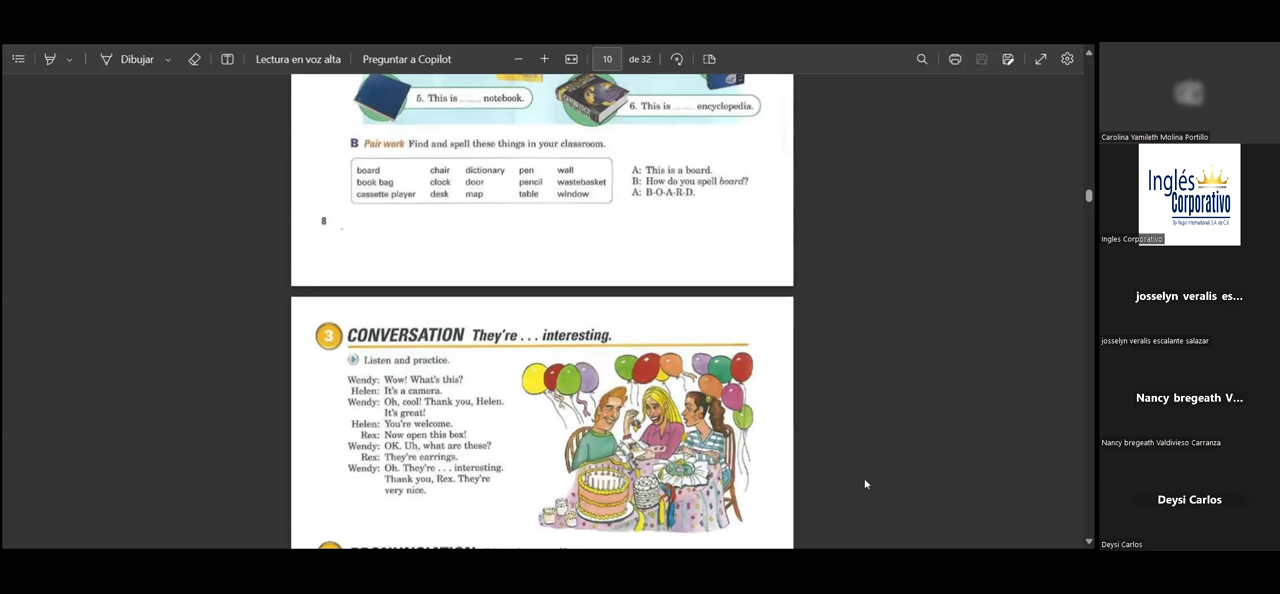 Dibujar
Lectura en voz alta
Preguntar a Copilot
10
de 32
5. This is ........ notebook.
6. This is ........ encyclopedia.
B Pair work Find and spell these things in your classroom.
board chair dictionary pen wall
book bag clock door pencil wastebasket
cassette player desk map table window
A: This is a board.
B: How do you spell board?
A: B-O-A-R-D.
8
3 CONVERSATION They're . . . interesting.
Listen and practice.
Wendy: Wow! What's this?
Helen: It's a camera.
Wendy: Oh, cool! Thank you, Helen.
It's great!
Helen: You're welcome.
Rex: Now open this box!
Wendy: OK. Uh, what are these?
Rex: They're earrings.
Wendy: Oh. They're . . . interesting.
Thank you, Rex. They're
very nice.
Carolina Yamileth Molina Portillo
Inglés
Corporativo
By Regal International, S.A. de C.V.
Ingles Corporativo
josselyn veralis es...
josselyn veralis escalante salazar
Nancy bregeath V...
Nancy bregeath Valdivieso Carranza
Deysi Carlos
Deysi Carlos